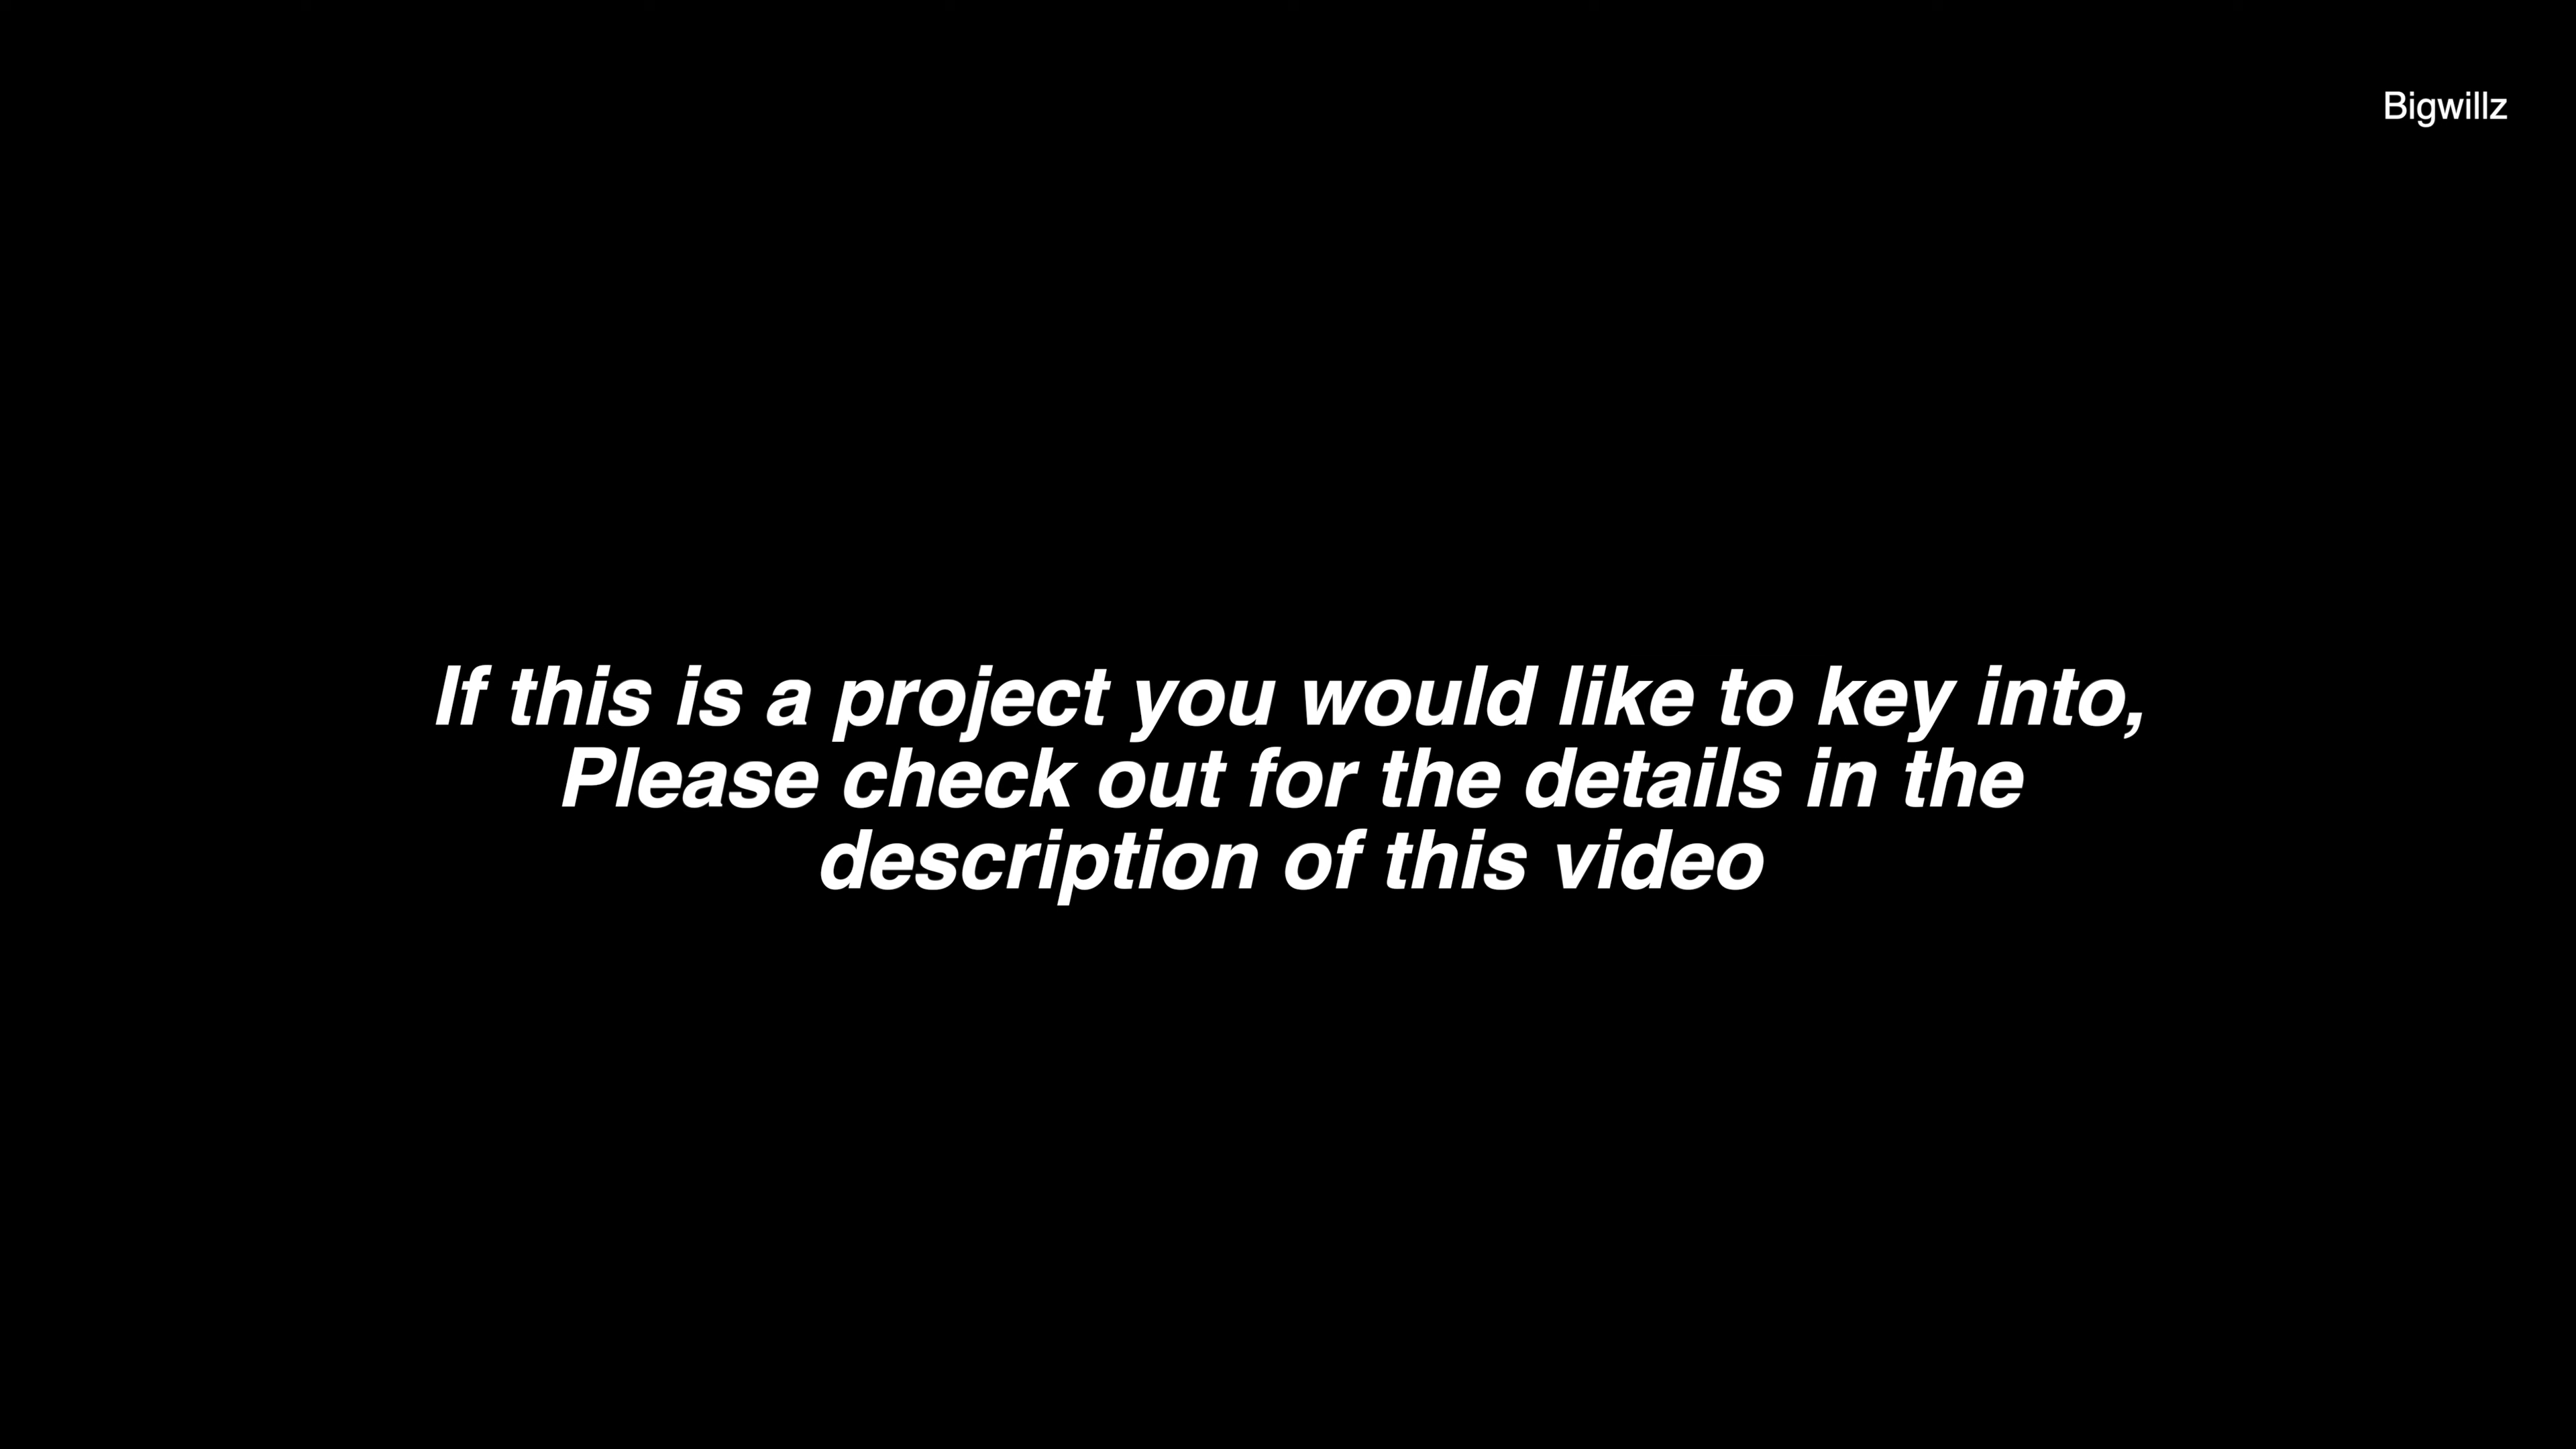 Bigwillz
If this is a project you would like to key into,
Please check out for the details in the
description of this video